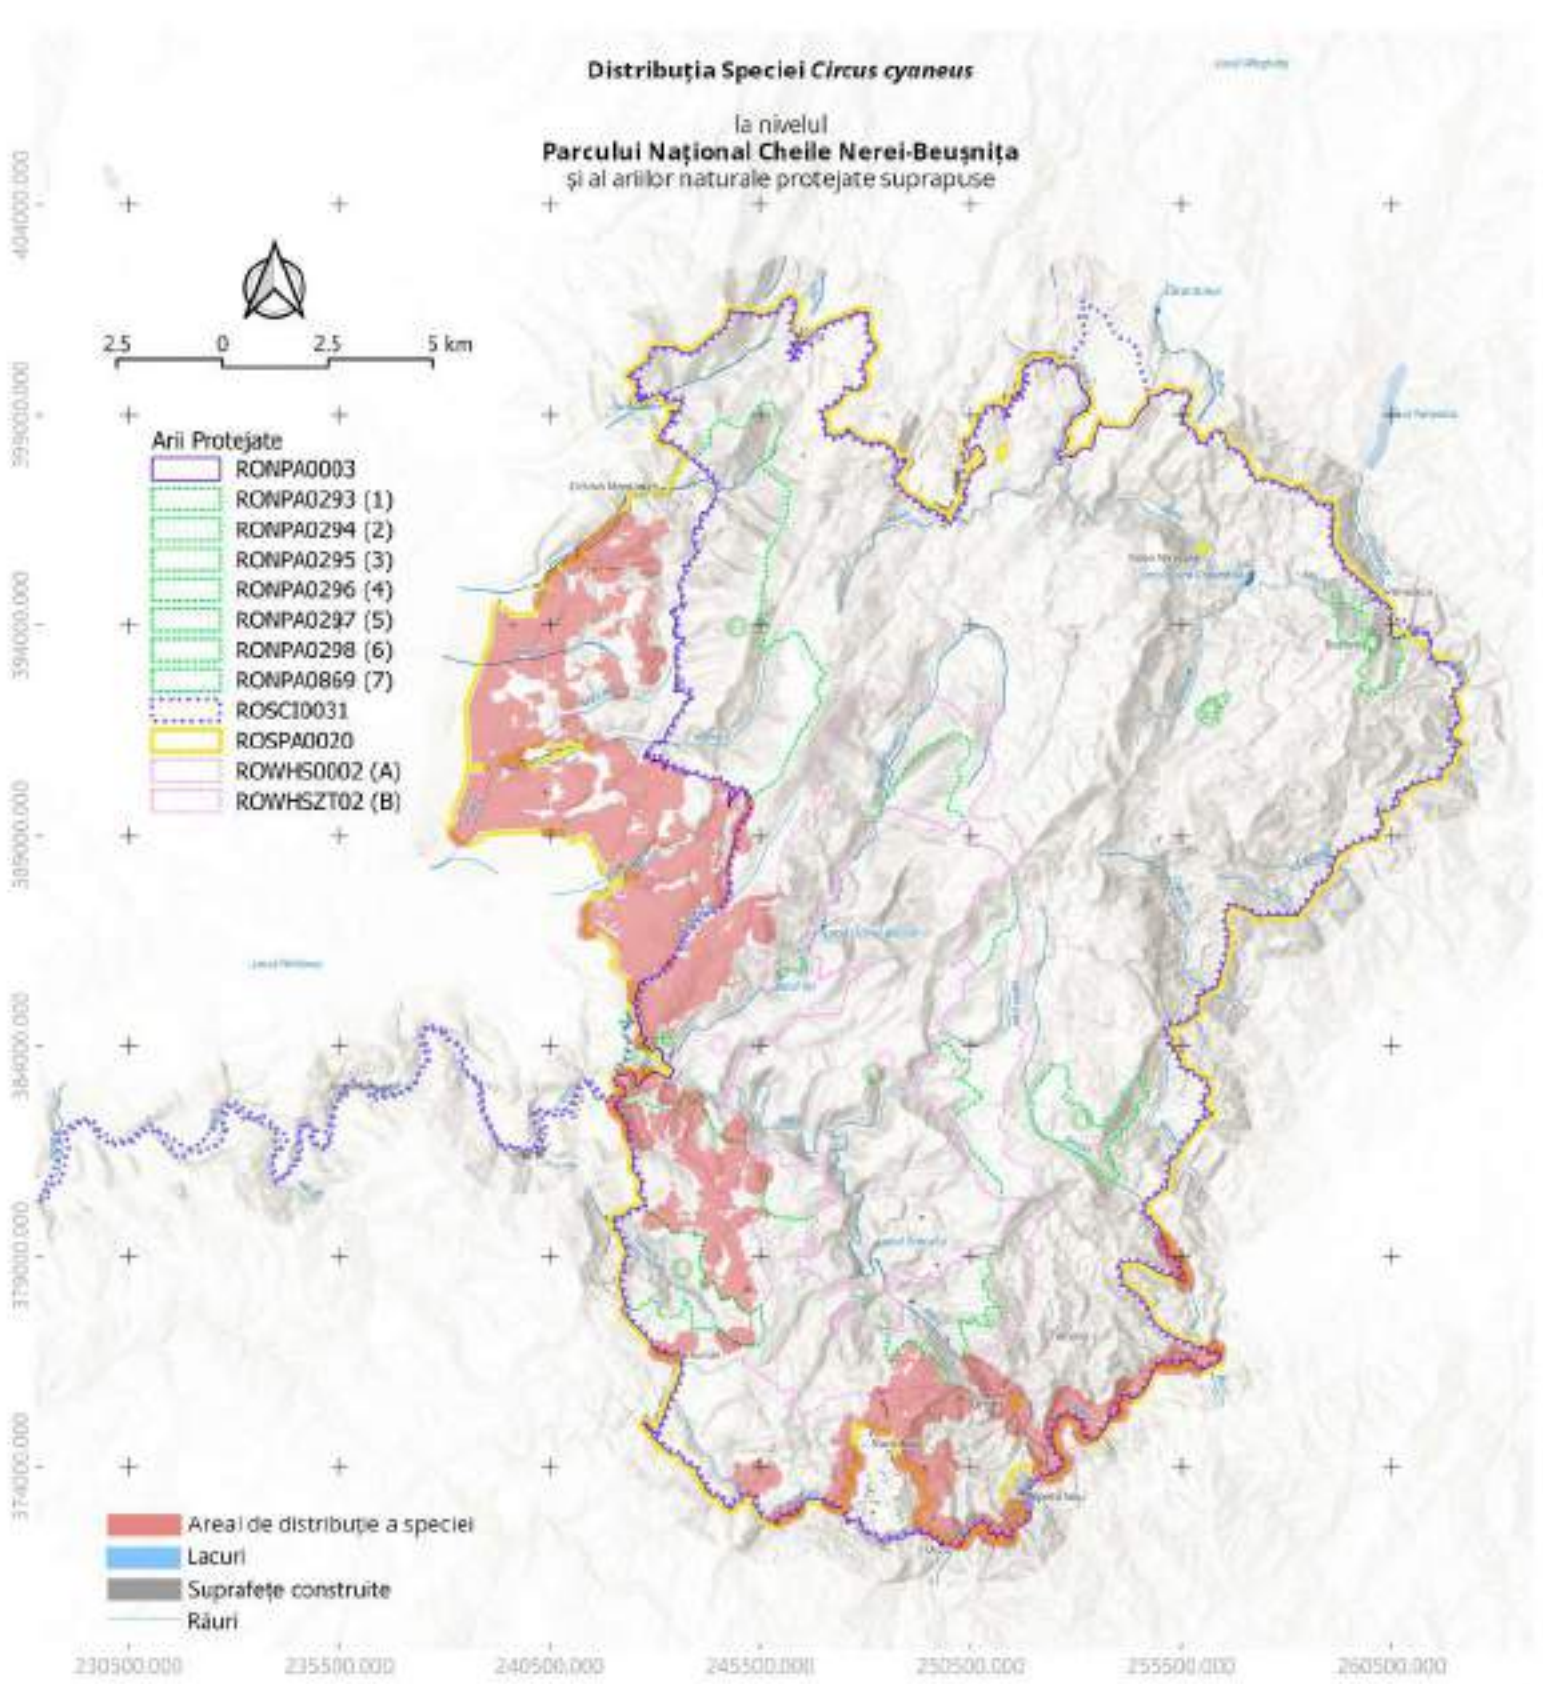 Distribuția Speciei Circus cyaneus
la nivelul
Parcului Național Cheile Nerei-Beușnița
și al ariilor naturale protejate suprapuse
404000.000
399000.000
394000.000
389000.000
384000.000
379000.000
374000.000
2.5 0 2.5 5 km
Arii Protejate
RONPA0003
RONPA0293 (1)
RONPA0294 (2)
RONPA0295 (3)
RONPA0296 (4)
RONPA0297 (5)
RONPA0298 (6)
RONPA0869 (7)
ROSCI0031
ROSPA0020
ROWHS0002 (A)
ROWHSZT02 (B)
Areal de distribuție a speciei
Lacuri
Suprafețe construite
Râuri
230500.000 235500.000 240500.000 245500.000 250500.000 255500.000 260500.000